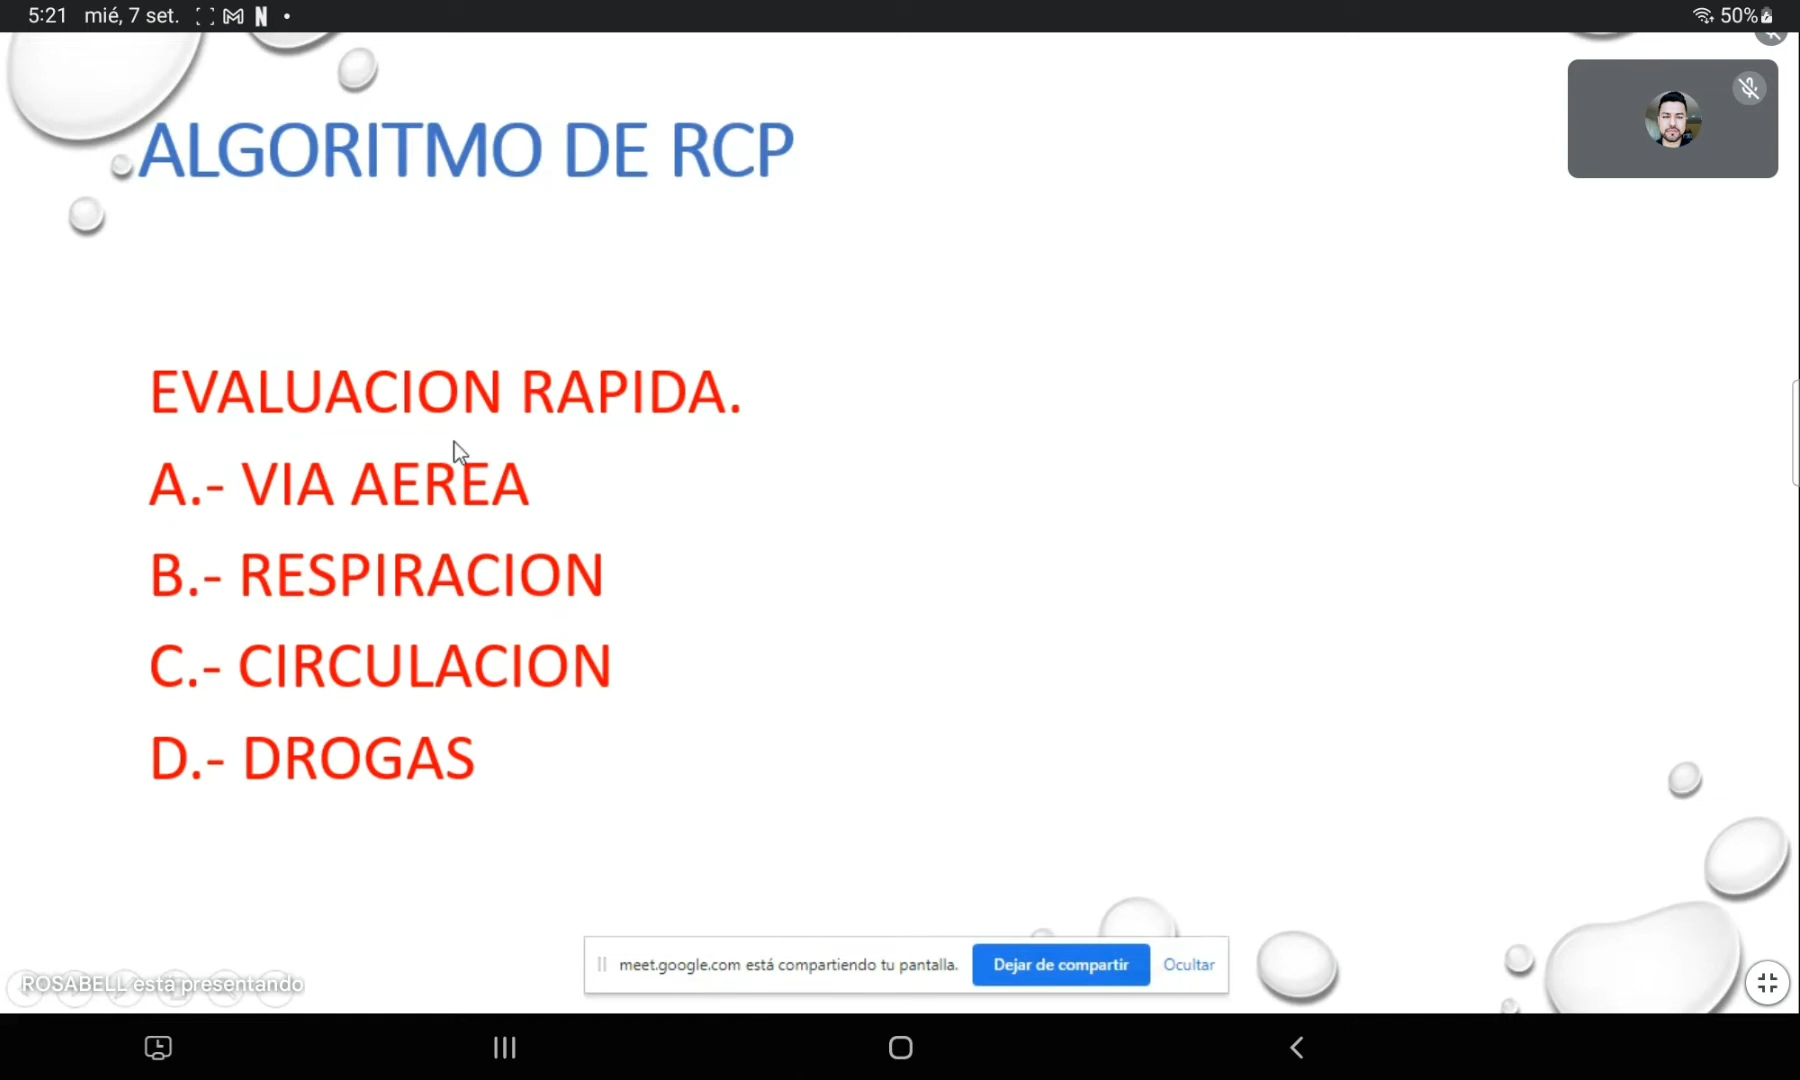 5:21 mié, 7 set.
50%
ALGORITMO DE RCP
EVALUACION RAPIDA.
A.- VIA AEREA
B.- RESPIRACION
C.- CIRCULACION
D.- DROGAS
meet.google.com está compartiendo tu pantalla. Dejar de compartir Ocultar
ROSABELL está presentando